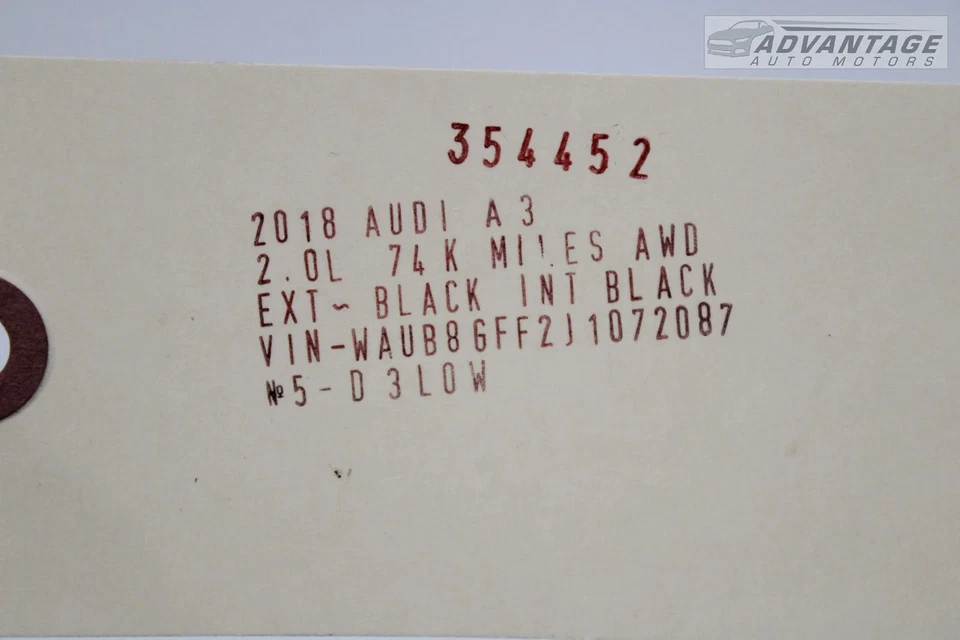 ADVANTAGE
AUTO MOTORS
354452
2018 AUDI A3
2.0L 74K MILES AWD
EXT~ BLACK INT BLACK
VIN-WAUB8GFF2J1072087
№5-D3LOW